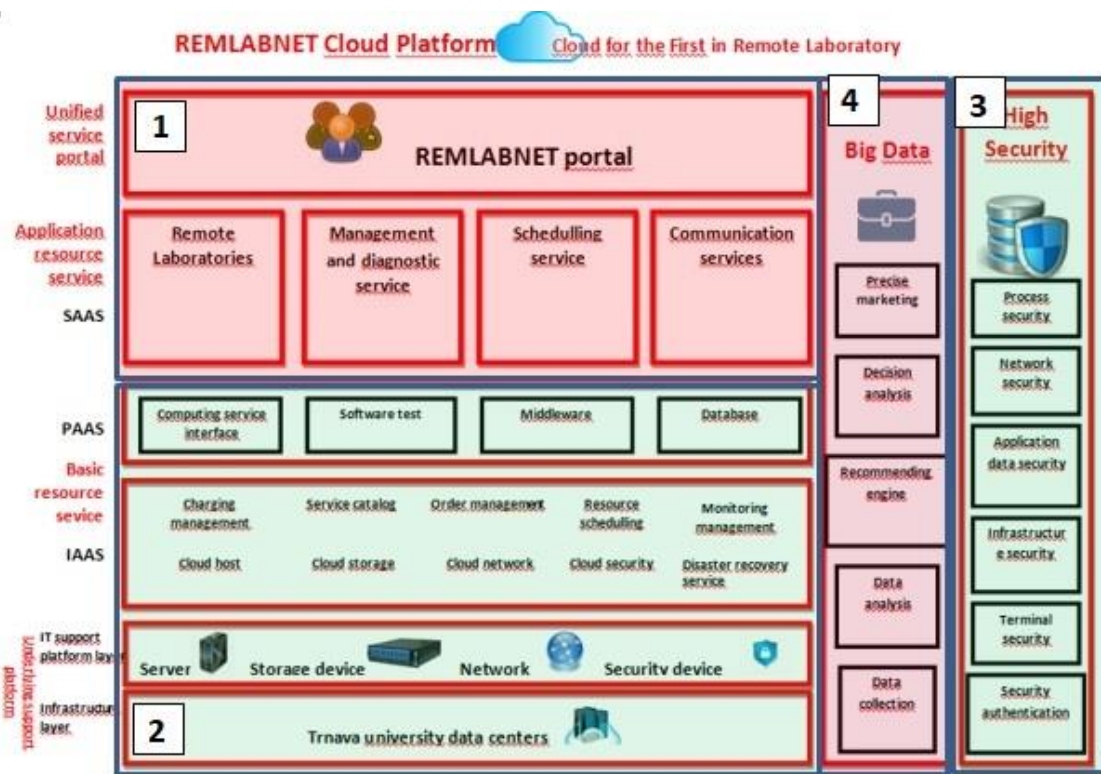 REMLABNET Cloud Platform
Cloud for the First in Remote Laboratory
Unified
service
portal
1
REMLABNET portal
Application
resource
service
SAAS
Remote
Laboratories
Management
and diagnostic
service
Schedulling
service
Communication
services
PAAS
Computing service
interface
Software test
Middleware
Database
Basic
resource
sevice
IAAS
Charging
management
Service catalog
Order management
Resource
schedulling
Monitoring
management
Cloud host
Cloud storage
Cloud network
Cloud security
Disaster recovery
service
IT support
platform layer
Server
Storage device
Network
Security device
Infrastructure
layer
2
Trnava university data centers
Underlying support
platform
4
Big Data
Precise
marketing
Decision
analysis
Recommending
engine
Data
analysis
Data
collection
3
High
Security
Process
security
Network
security
Application
data security
Infrastructur
e security
Terminal
security
Security
authentication